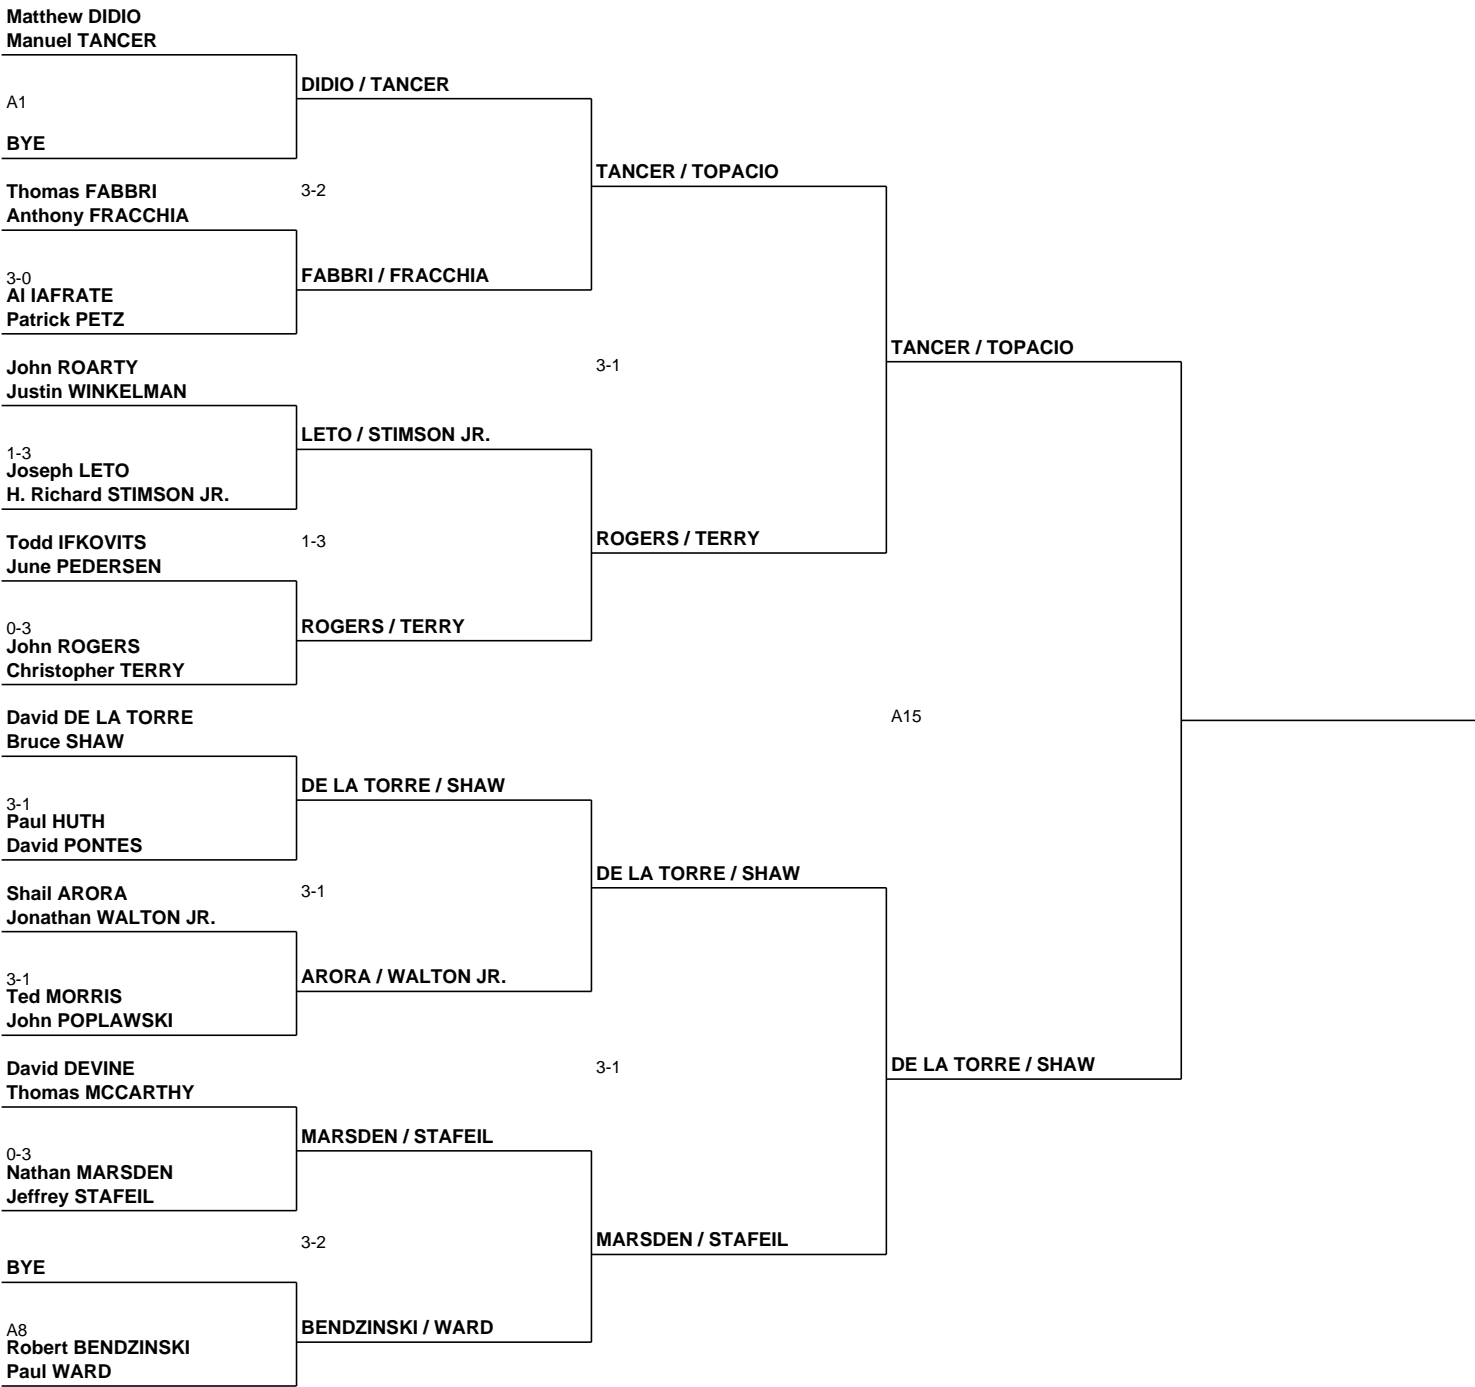 Matthew DIDIO
Manuel TANCER
A1
BYE
Thomas FABBRI
Anthony FRACCHIA
3-0
Al IAFRATE
Patrick PETZ
John ROARTY
Justin WINKELMAN
1-3
Joseph LETO
H. Richard STIMSON JR.
Todd IFKOVITS
June PEDERSEN
0-3
John ROGERS
Christopher TERRY
David DE LA TORRE
Bruce SHAW
3-1
Paul HUTH
David PONTES
Shail ARORA
Jonathan WALTON JR.
3-1
Ted MORRIS
John POPLAWSKI
David DEVINE
Thomas MCCARTHY
0-3
Nathan MARSDEN
Jeffrey STAFEIL
BYE
A8
Robert BENDZINSKI
Paul WARD
DIDIO / TANCER
3-2
FABBRI / FRACCHIA
LETO / STIMSON JR.
1-3
ROGERS / TERRY
DE LA TORRE / SHAW
3-1
ARORA / WALTON JR.
MARSDEN / STAFEIL
3-2
BENDZINSKI / WARD
TANCER / TOPACIO
3-1
ROGERS / TERRY
DE LA TORRE / SHAW
3-1
MARSDEN / STAFEIL
TANCER / TOPACIO
A15
DE LA TORRE / SHAW